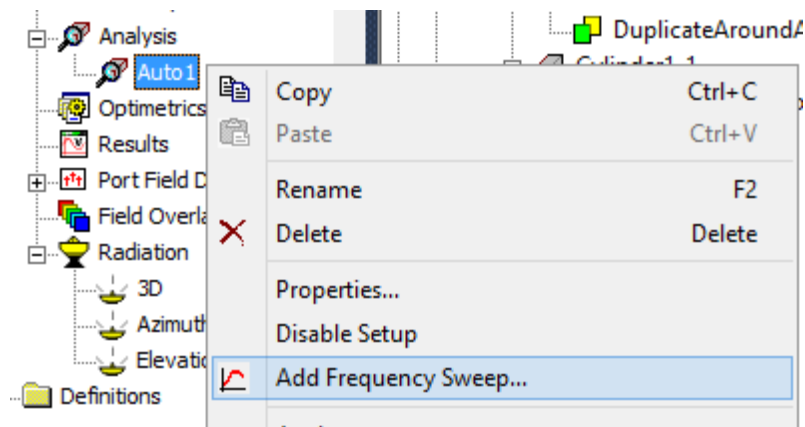 Analysis
Auto1
Optimetrics
Results
Port Field D
Field Overla
Radiation
3D
Azimuth
Elevatio
Definitions
DuplicateAroundA
Cylinder1_1
Copy Ctrl+C
Paste Ctrl+V
Rename F2
Delete Delete
Properties...
Disable Setup
Add Frequency Sweep...